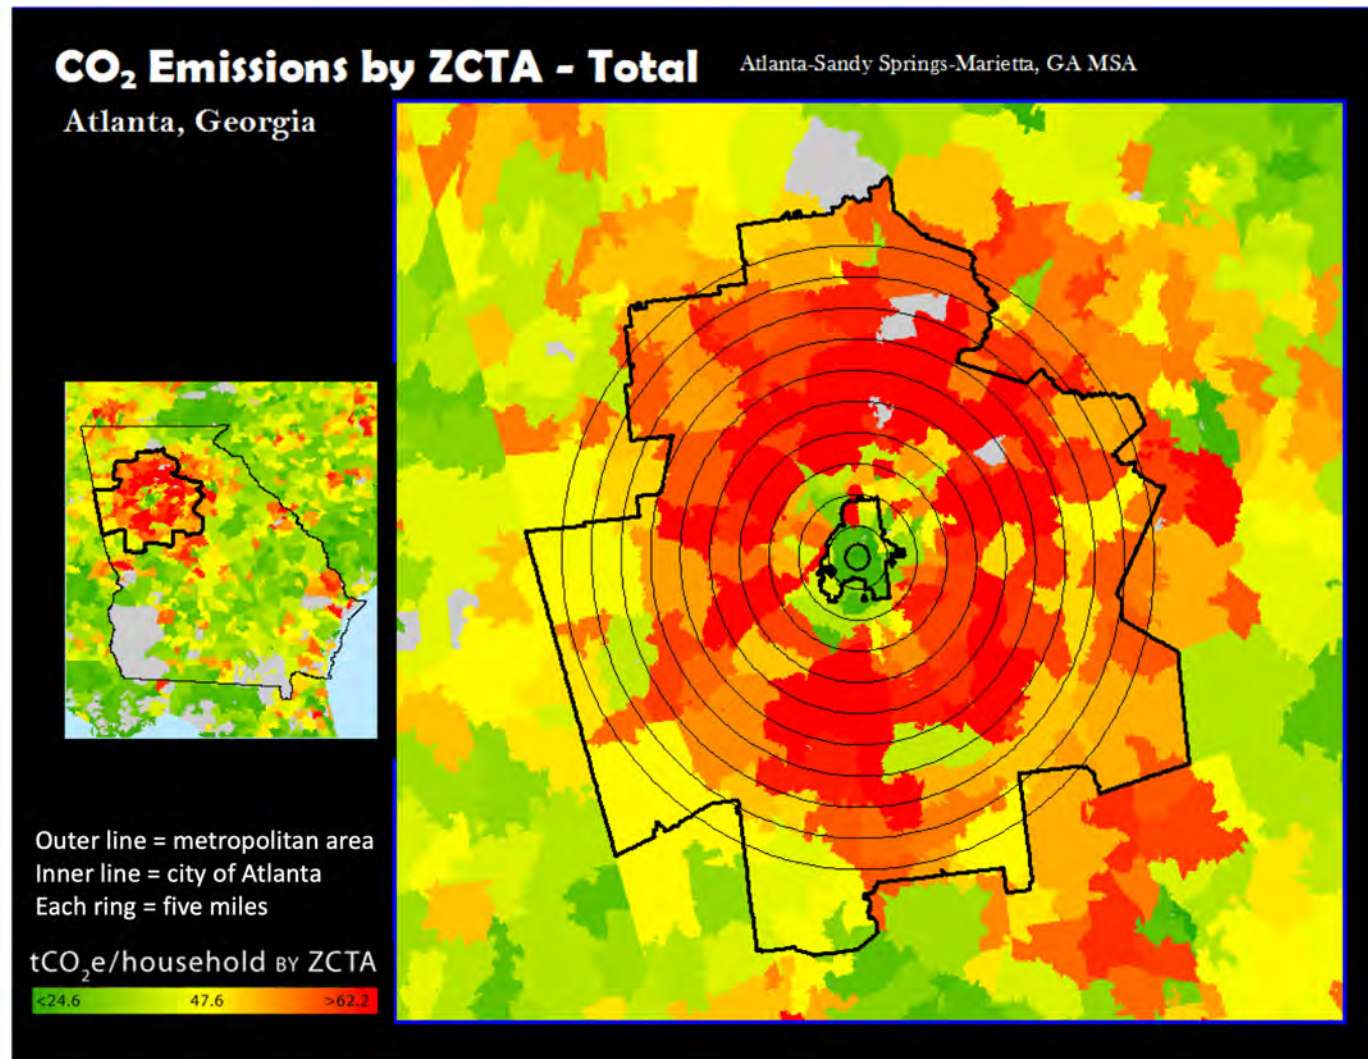 CO₂ Emissions by ZCTA - Total
Atlanta-Sandy Springs-Marietta, GA MSA
Atlanta, Georgia
Outer line = metropolitan area
Inner line = city of Atlanta
Each ring = five miles
tCO₂e/household BY ZCTA
<24.6 47.6 >62.2